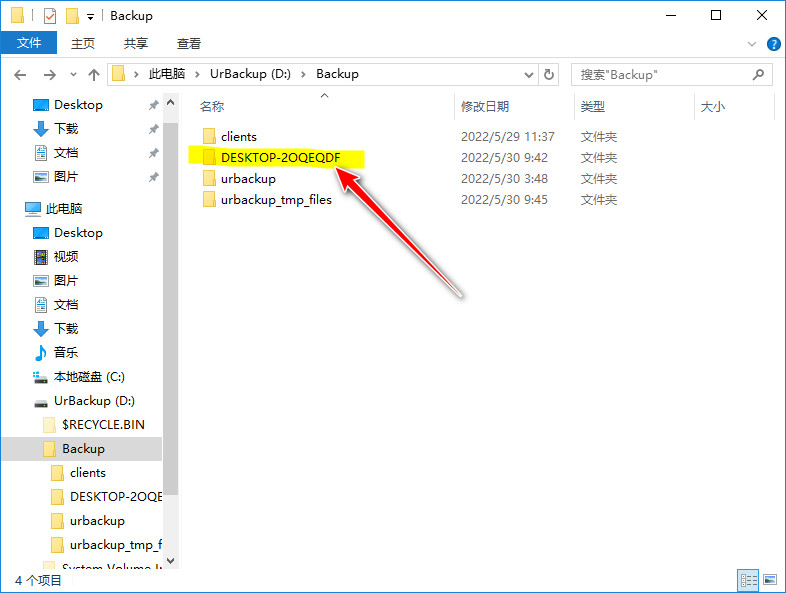 Backup
文件 主页 共享 查看
此电脑 UrBackup (D:) Backup 搜索"Backup"
名称 修改日期 类型 大小
clients 2022/5/29 11:37 文件夹
DESKTOP-2OQEQDF 2022/5/30 9:42 文件夹
urbackup 2022/5/30 3:48 文件夹
urbackup_tmp_files 2022/5/30 9:45 文件夹
Desktop
下载
文档
图片
此电脑
Desktop
视频
图片
文档
下载
音乐
本地磁盘 (C:)
UrBackup (D:)
$RECYCLE.BIN
Backup
clients
DESKTOP-2OQE
urbackup
urbackup_tmp_f
System Volume
4 个项目